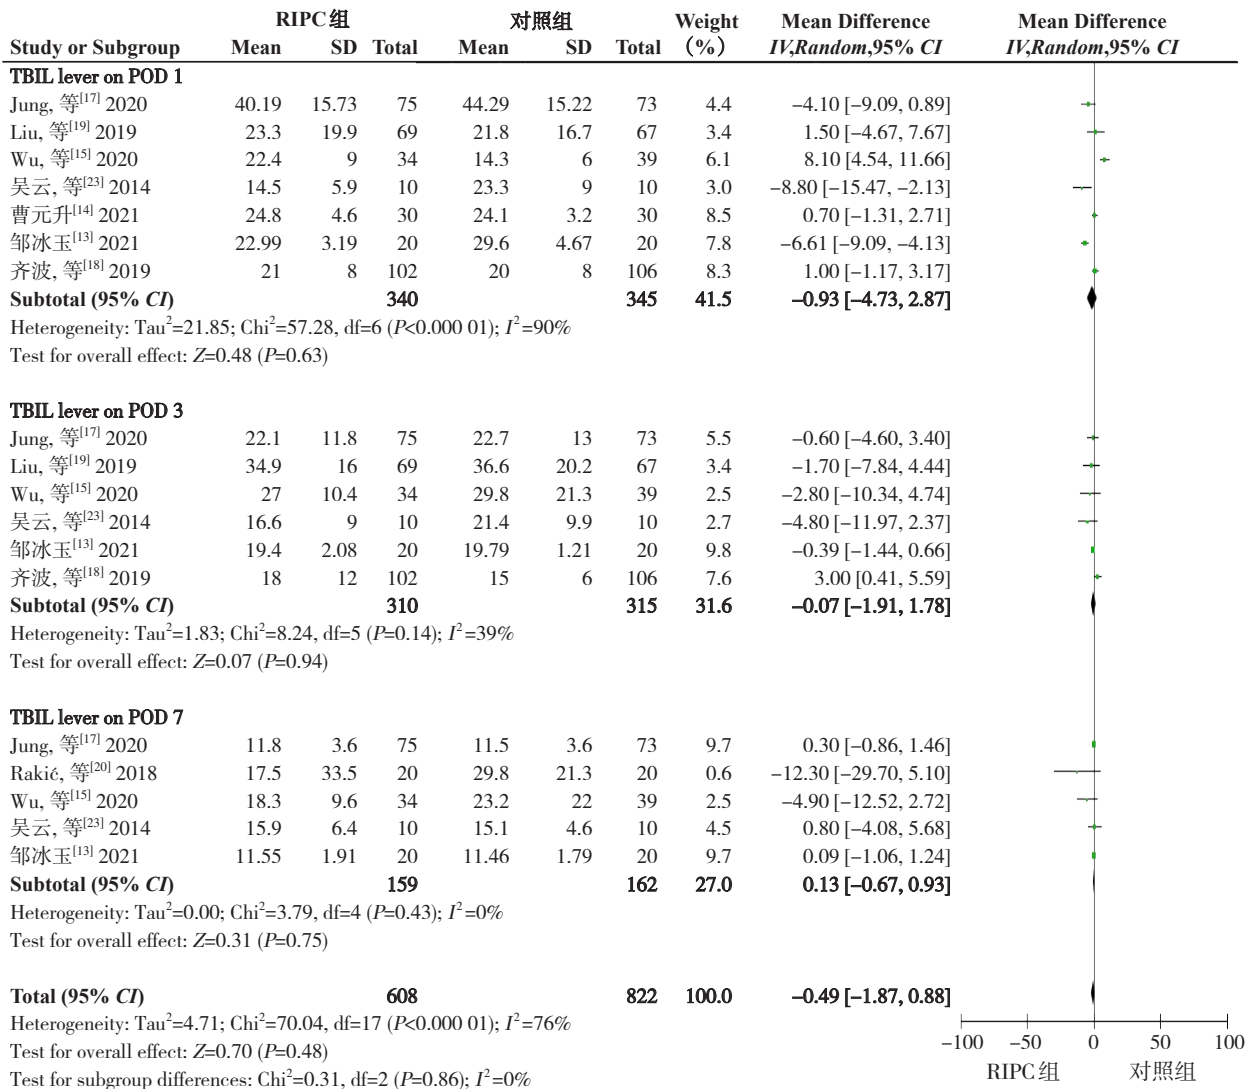 RIPC组 对照组 Weight Mean Difference Mean Difference
Study or Subgroup Mean SD Total Mean SD Total (%) IV,Random,95% CI IV,Random,95% CI
TBIL lever on POD 1
Jung, 等[17] 2020 40.19 15.73 75 44.29 15.22 73 4.4 −4.10 [−9.09, 0.89]
Liu, 等[19] 2019 23.3 19.9 69 21.8 16.7 67 3.4 1.50 [−4.67, 7.67]
Wu, 等[15] 2020 22.4 9 34 14.3 6 39 6.1 8.10 [4.54, 11.66]
吴云, 等[23] 2014 14.5 5.9 10 23.3 9 10 3.0 −8.80 [−15.47, −2.13]
曹元升[14] 2021 24.8 4.6 30 24.1 3.2 30 8.5 0.70 [−1.31, 2.71]
邹冰玉[13] 2021 22.99 3.19 20 29.6 4.67 20 7.8 −6.61 [−9.09, −4.13]
齐波, 等[18] 2019 21 8 102 20 8 106 8.3 1.00 [−1.17, 3.17]
Subtotal (95% CI) 340 345 41.5 −0.93 [−4.73, 2.87]
Heterogeneity: Tau²=21.85; Chi²=57.28, df=6 (P<0.000 01); I²=90%
Test for overall effect: Z=0.48 (P=0.63)
TBIL lever on POD 3
Jung, 等[17] 2020 22.1 11.8 75 22.7 13 73 5.5 −0.60 [−4.60, 3.40]
Liu, 等[19] 2019 34.9 16 69 36.6 20.2 67 3.4 −1.70 [−7.84, 4.44]
Wu, 等[15] 2020 27 10.4 34 29.8 21.3 39 2.5 −2.80 [−10.34, 4.74]
吴云, 等[23] 2014 16.6 9 10 21.4 9.9 10 2.7 −4.80 [−11.97, 2.37]
邹冰玉[13] 2021 19.4 2.08 20 19.79 1.21 20 9.8 −0.39 [−1.44, 0.66]
齐波, 等[18] 2019 18 12 102 15 6 106 7.6 3.00 [0.41, 5.59]
Subtotal (95% CI) 310 315 31.6 −0.07 [−1.91, 1.78]
Heterogeneity: Tau²=1.83; Chi²=8.24, df=5 (P=0.14); I²=39%
Test for overall effect: Z=0.07 (P=0.94)
TBIL lever on POD 7
Jung, 等[17] 2020 11.8 3.6 75 11.5 3.6 73 9.7 0.30 [−0.86, 1.46]
Rakić, 等[20] 2018 17.5 33.5 20 29.8 21.3 20 0.6 −12.30 [−29.70, 5.10]
Wu, 等[15] 2020 18.3 9.6 34 23.2 22 39 2.5 −4.90 [−12.52, 2.72]
吴云, 等[23] 2014 15.9 6.4 10 15.1 4.6 10 4.5 0.80 [−4.08, 5.68]
邹冰玉[13] 2021 11.55 1.91 20 11.46 1.79 20 9.7 0.09 [−1.06, 1.24]
Subtotal (95% CI) 159 162 27.0 0.13 [−0.67, 0.93]
Heterogeneity: Tau²=0.00; Chi²=3.79, df=4 (P=0.43); I²=0%
Test for overall effect: Z=0.31 (P=0.75)
Total (95% CI) 608 822 100.0 −0.49 [−1.87, 0.88]
Heterogeneity: Tau²=4.71; Chi²=70.04, df=17 (P<0.000 01); I²=76%
Test for overall effect: Z=0.70 (P=0.48)
−100 −50 0 50 100
Test for subgroup differences: Chi²=0.31, df=2 (P=0.86); I²=0%
RIPC组 对照组